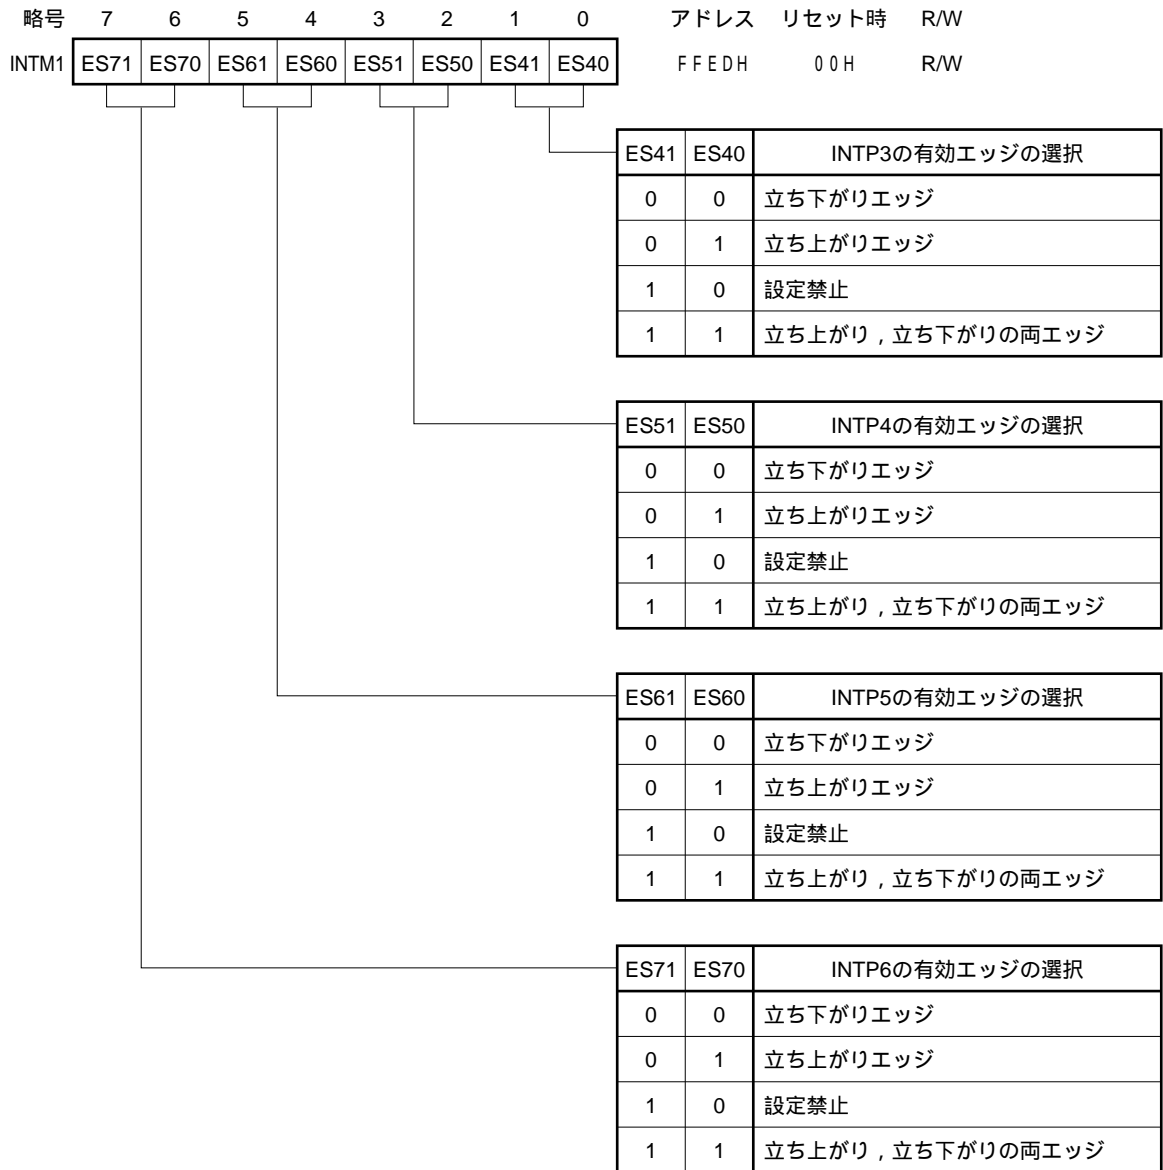 略号 7 6 5 4 3 2 1 0 アドレス リセット時 R/W
INTM1 ES71 ES70 ES61 ES60 ES51 ES50 ES41 ES40 FFEDH 00H R/W
ES41 ES40 INTP3の有効エッジの選択
0 0 立ち下がりエッジ
0 1 立ち上がりエッジ
1 0 設定禁止
1 1 立ち上がり，立ち下がりの両エッジ
ES51 ES50 INTP4の有効エッジの選択
0 0 立ち下がりエッジ
0 1 立ち上がりエッジ
1 0 設定禁止
1 1 立ち上がり，立ち下がりの両エッジ
ES61 ES60 INTP5の有効エッジの選択
0 0 立ち下がりエッジ
0 1 立ち上がりエッジ
1 0 設定禁止
1 1 立ち上がり，立ち下がりの両エッジ
ES71 ES70 INTP6の有効エッジの選択
0 0 立ち下がりエッジ
0 1 立ち上がりエッジ
1 0 設定禁止
1 1 立ち上がり，立ち下がりの両エッジ